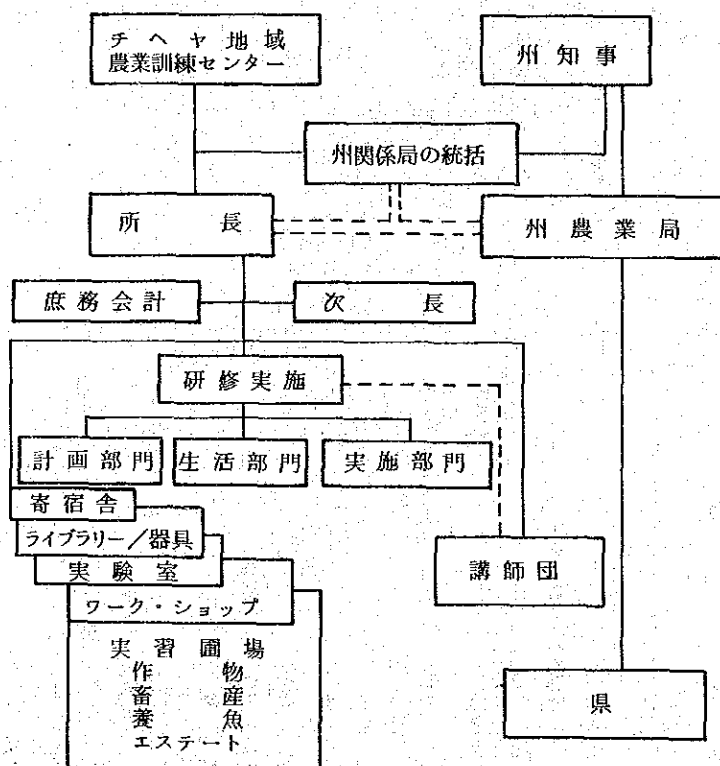 チヘヤ地域
農業訓練センター
州知事
州関係局の統括
所長
州農業局
庶務会計
次長
研修実施
計画部門
生活部門
実施部門
寄宿舎
ライブラリー/器具
実験室
講師団
ワーク・ショップ
実習圃場
作物
畜産
養魚
エステート
県